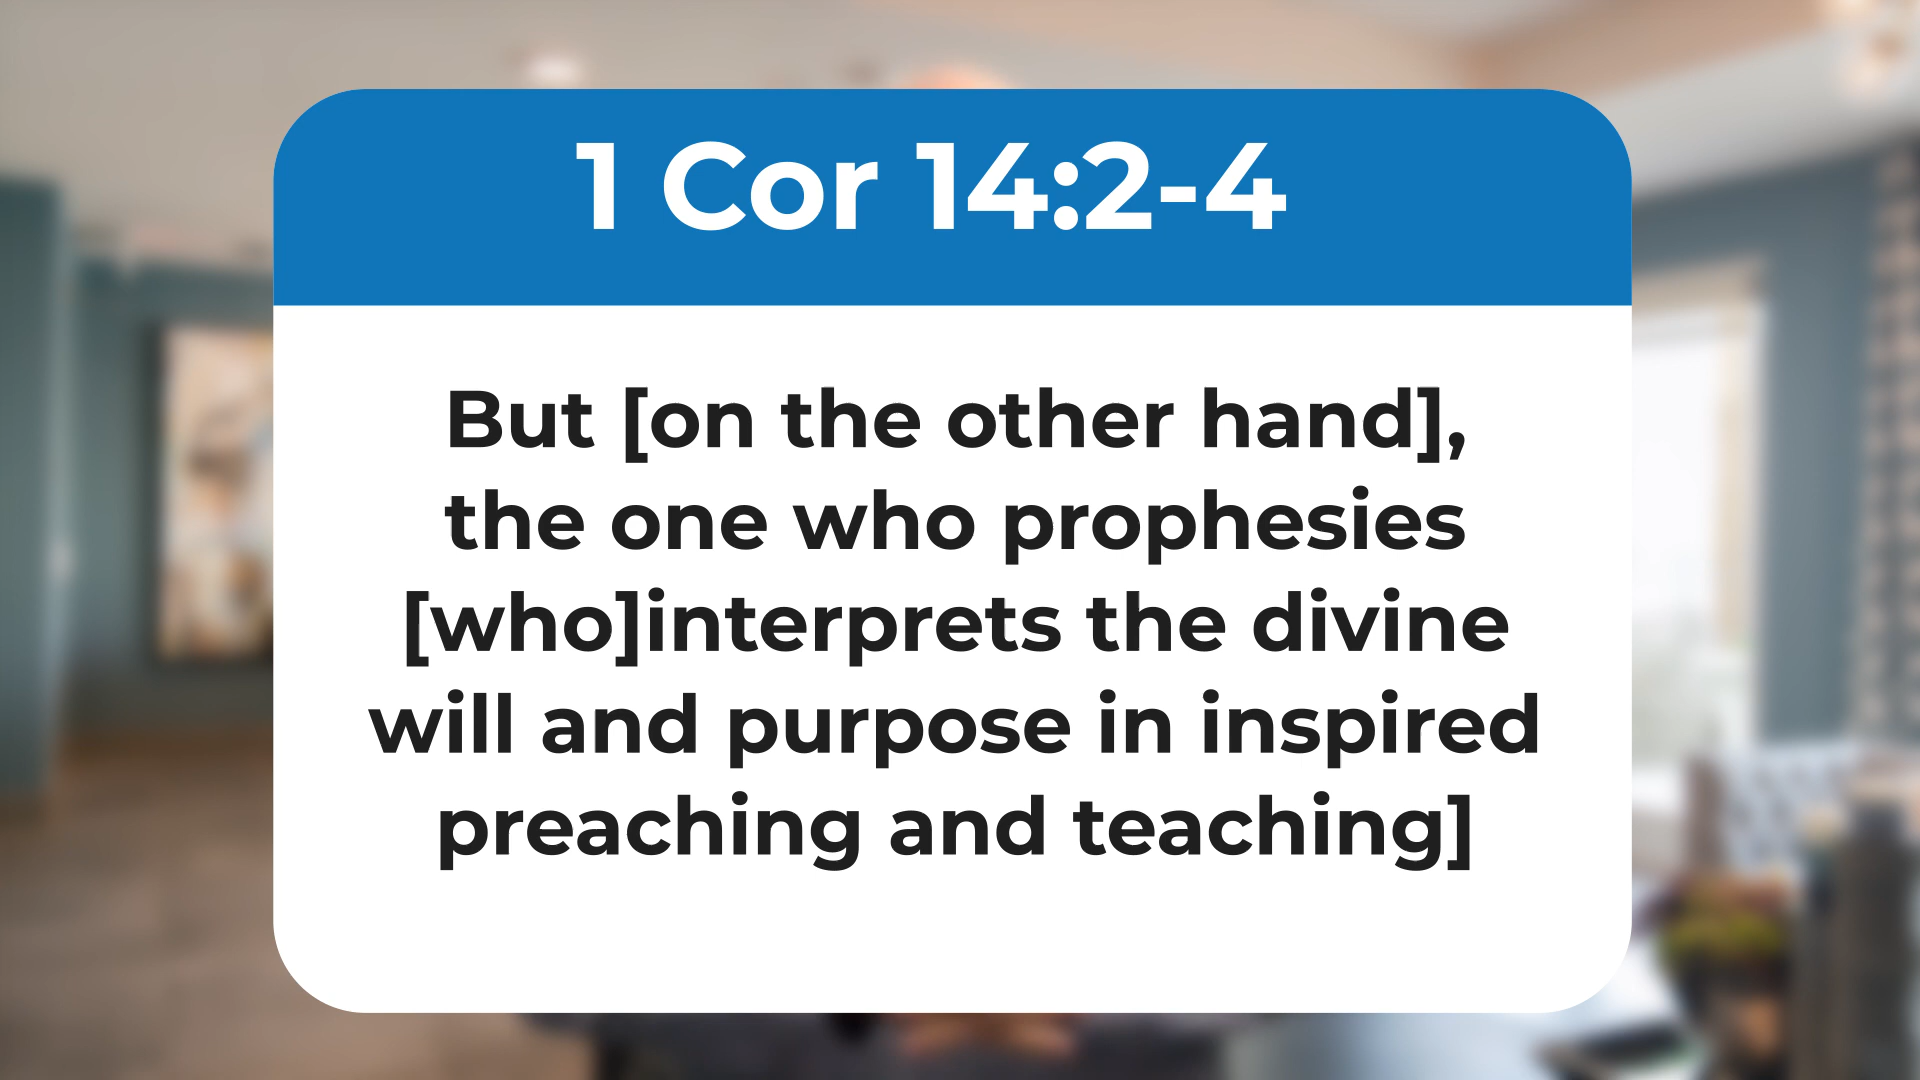 1 Cor 14:2-4
But [on the other hand],
the one who prophesies
[who]interprets the divine
will and purpose in inspired
preaching and teaching]